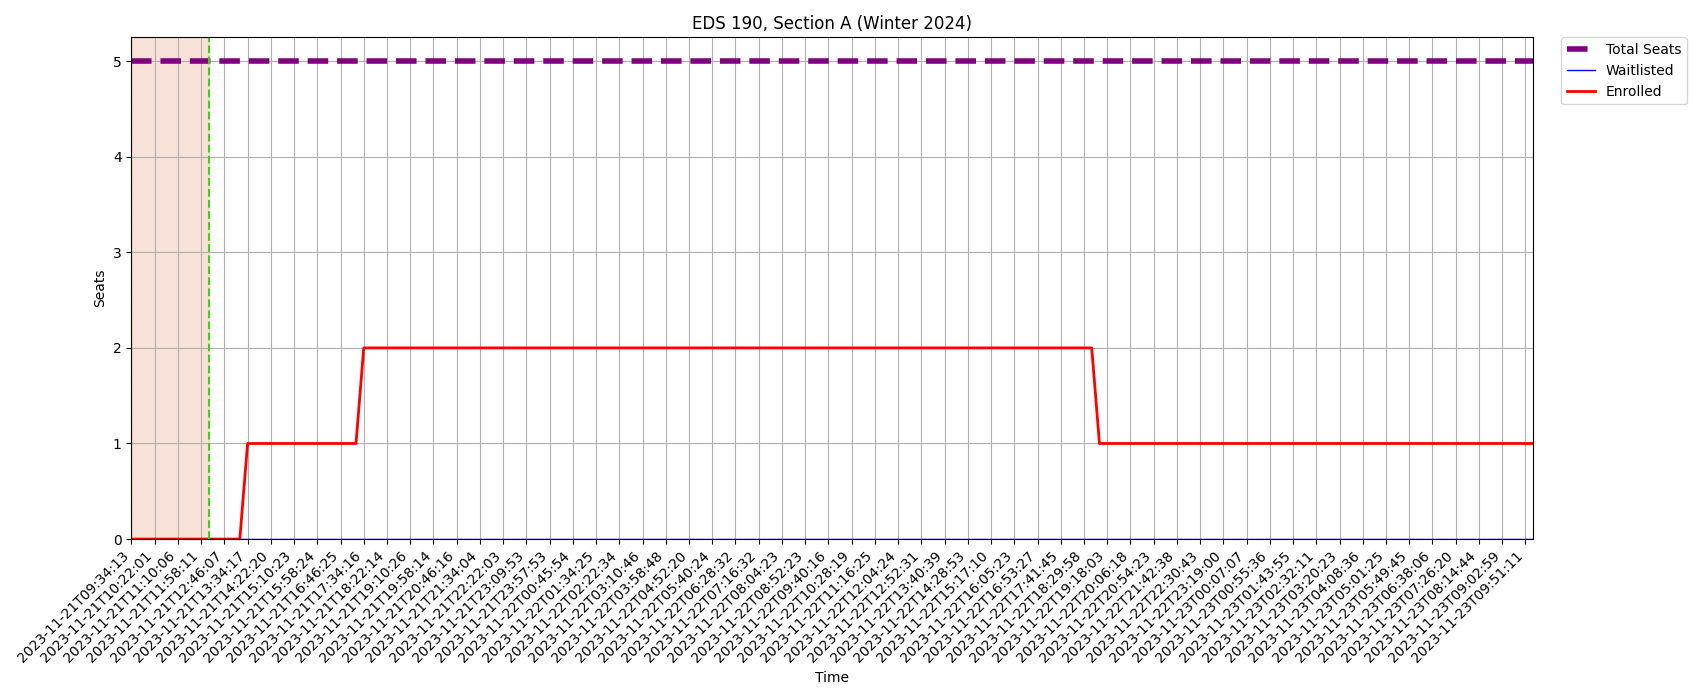 EDS 190, Section A (Winter 2024)
Total Seats
Waitlisted
Enrolled
Seats
5
4
3
2
1
0
2023-11-21T09:34:13
2023-11-21T10:22:01
2023-11-21T11:10:06
2023-11-21T11:58:11
2023-11-21T12:46:07
2023-11-21T13:34:17
2023-11-21T14:22:20
2023-11-21T15:10:23
2023-11-21T15:58:24
2023-11-21T16:46:25
2023-11-21T17:34:16
2023-11-21T18:22:14
2023-11-21T19:10:26
2023-11-21T19:58:14
2023-11-21T20:46:16
2023-11-21T21:34:04
2023-11-21T22:22:03
2023-11-21T23:09:53
2023-11-21T23:57:53
2023-11-22T00:45:54
2023-11-22T01:34:25
2023-11-22T02:22:34
2023-11-22T03:10:46
2023-11-22T03:58:48
2023-11-22T04:52:20
2023-11-22T05:40:24
2023-11-22T06:28:32
2023-11-22T07:16:32
2023-11-22T08:04:23
2023-11-22T08:52:23
2023-11-22T09:40:16
2023-11-22T10:28:19
2023-11-22T11:16:25
2023-11-22T12:04:24
2023-11-22T12:52:31
2023-11-22T13:40:39
2023-11-22T14:28:53
2023-11-22T15:17:10
2023-11-22T16:05:23
2023-11-22T16:53:27
2023-11-22T17:41:45
2023-11-22T18:29:58
2023-11-22T19:18:03
2023-11-22T20:06:18
2023-11-22T20:54:23
2023-11-22T21:42:38
2023-11-22T22:30:43
2023-11-22T23:19:00
2023-11-23T00:07:07
2023-11-23T00:55:36
2023-11-23T01:43:55
2023-11-23T02:32:11
2023-11-23T03:20:23
2023-11-23T04:08:36
2023-11-23T05:01:25
2023-11-23T05:49:45
2023-11-23T06:38:06
2023-11-23T07:26:20
2023-11-23T08:14:44
2023-11-23T09:02:59
2023-11-23T09:51:11
Time